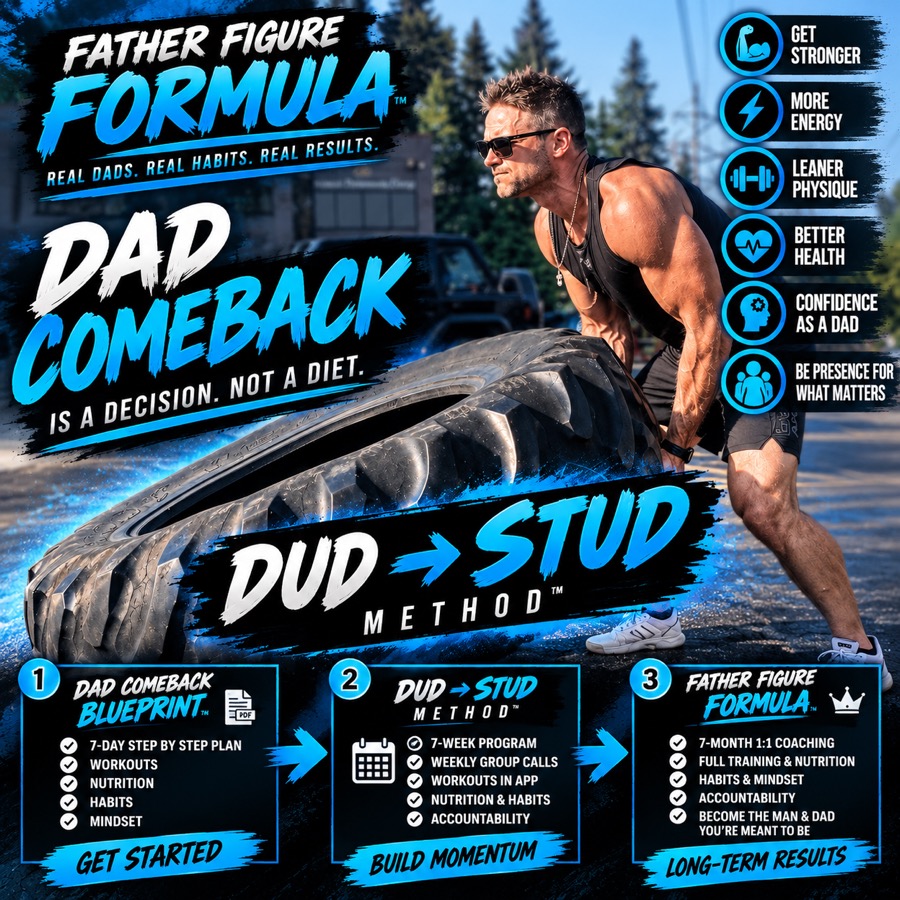 FATHER FIGURE
FORMULA™
REAL DADS. REAL HABITS. REAL RESULTS.
DAD
COMEBACK
IS A DECISION. NOT A DIET.
GET
STRONGER
MORE
ENERGY
LEANER
PHYSIQUE
BETTER
HEALTH
CONFIDENCE
AS A DAD
BE PRESENCE FOR
WHAT MATTERS
DUD → STUD
METHOD™
1
DAD COMEBACK
BLUEPRINT™
PDF
7-DAY STEP BY STEP PLAN
WORKOUTS
NUTRITION
HABITS
MINDSET
GET STARTED
2
DUD → STUD
METHOD™
7-WEEK PROGRAM
WEEKLY GROUP CALLS
WORKOUTS IN APP
NUTRITION & HABITS
ACCOUNTABILITY
BUILD MOMENTUM
3
FATHER FIGURE
FORMULA™
7-MONTH 1:1 COACHING
FULL TRAINING & NUTRITION
HABITS & MINDSET
ACCOUNTABILITY
BECOME THE MAN & DAD
YOU'RE MEANT TO BE
LONG-TERM RESULTS